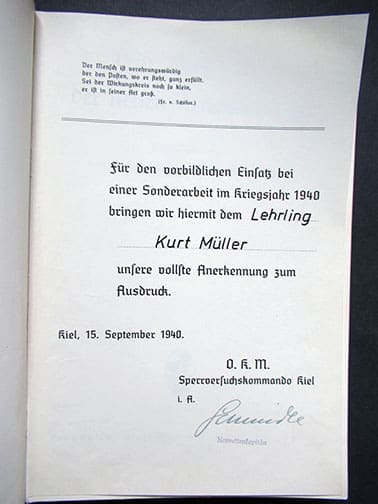 Der Mensch ist verehrungswürdig
der den Posten, wo er steht, ganz erfüllt.
Sei der Wirkungskreis noch so klein,
er ist in seiner Art groß.
(Fr. v. Schiller.)
Für den vorbildlichen Einsatz bei
einer Sonderarbeit im Kriegsjahr 1940
bringen wir hiermit dem Lehrling
Kurt Müller
unsere vollste Anerkennung zum
Ausdruck.
Kiel, 15. September 1940.
O. K. M.
Sperrversuchskommando Kiel
i. A.
Korvettenkapitän